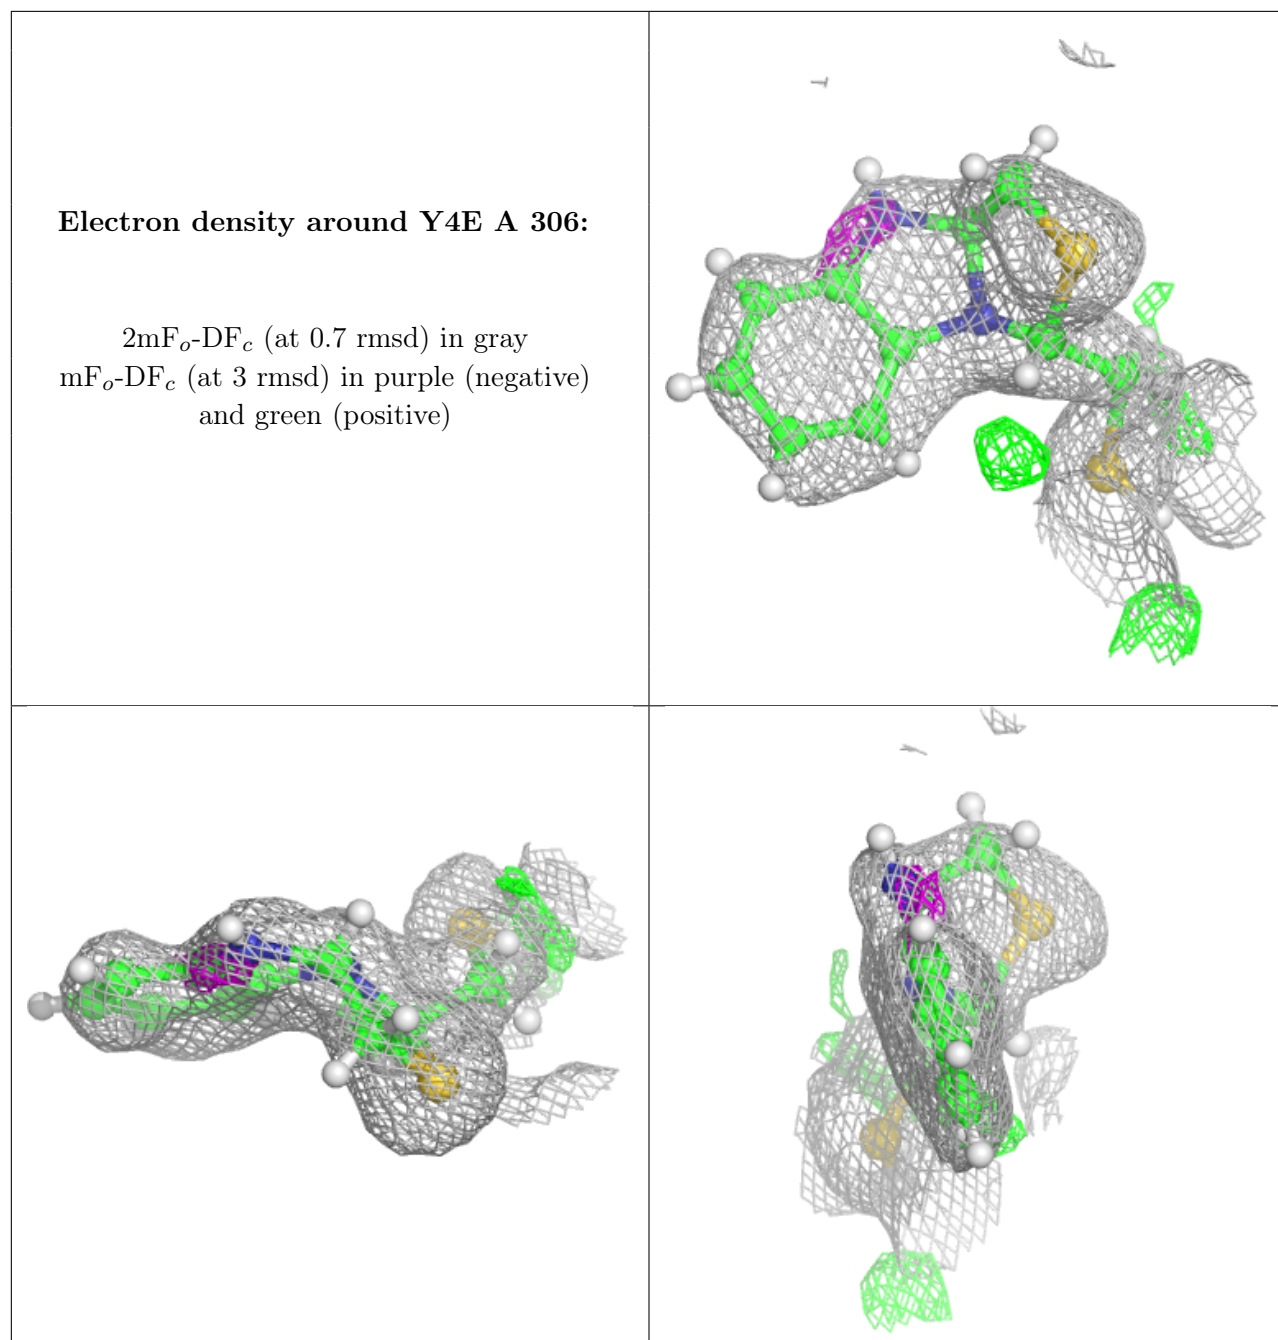 Electron density around Y4E A 306:
2mFₒ-DF𝒸 (at 0.7 rmsd) in gray
mFₒ-DF𝒸 (at 3 rmsd) in purple (negative)
and green (positive)